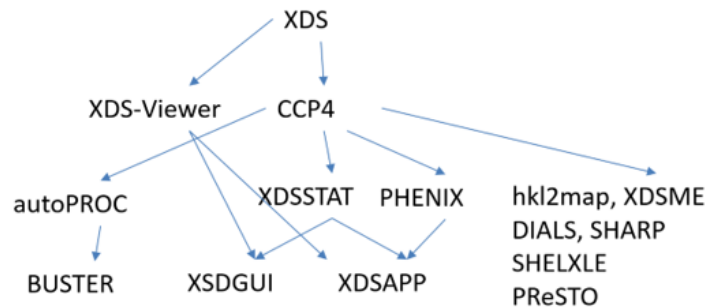 XDS
XDS-Viewer
CCP4
autoPROC
XDSSTAT
PHENIX
hkl2map, XDSME
DIALS, SHARP
SHELXLE
PReSTO
BUSTER
XSDGUI
XDSAPP